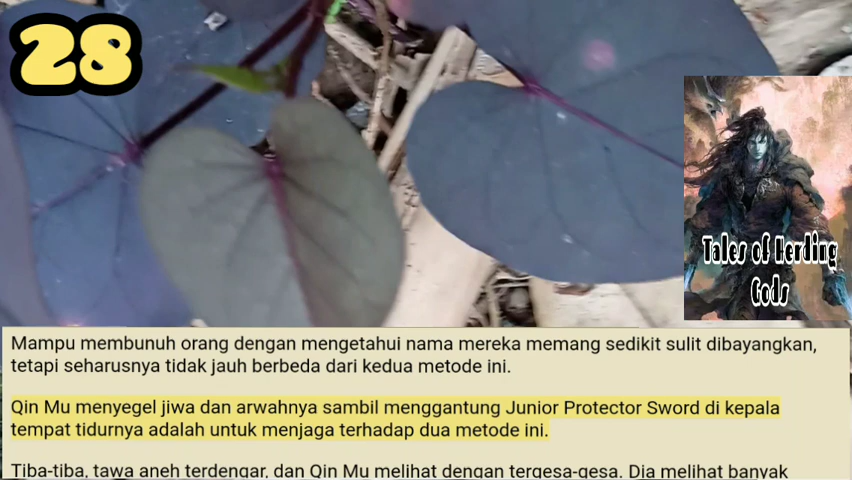 28
Tales of Herding
Gods
Mampu membunuh orang dengan mengetahui nama mereka memang sedikit sulit dibayangkan,
tetapi seharusnya tidak jauh berbeda dari kedua metode ini.
Qin Mu menyegel jiwa dan arwahnya sambil menggantung Junior Protector Sword di kepala
tempat tidurnya adalah untuk menjaga terhadap dua metode ini.
Tiba-tiba, tawa aneh terdengar, dan Qin Mu melihat dengan tergesa-gesa. Dia melihat banyak